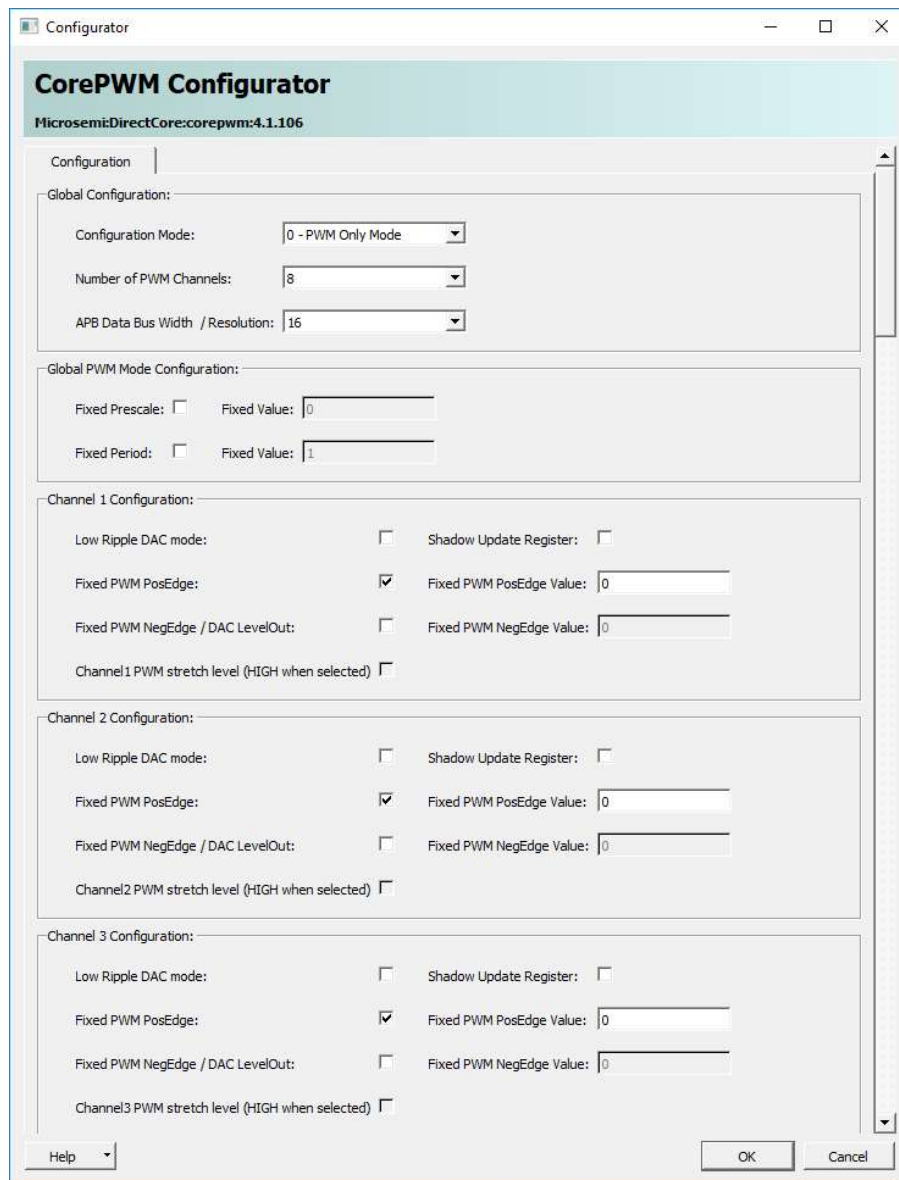 Configurator
CorePWM Configurator
Microsemi:DirectCore:corepwm:4.1.106
Configuration
Global Configuration:
Configuration Mode: 0 - PWM Only Mode
Number of PWM Channels: 8
APB Data Bus Width / Resolution: 16
Global PWM Mode Configuration:
Fixed Prescale: Fixed Value: 0
Fixed Period: Fixed Value: 1
Channel 1 Configuration:
Low Ripple DAC mode: Shadow Update Register:
Fixed PWM PosEdge: Fixed PWM PosEdge Value: 0
Fixed PWM NegEdge / DAC LevelOut: Fixed PWM NegEdge Value: 0
Channel1 PWM stretch level (HIGH when selected)
Channel 2 Configuration:
Low Ripple DAC mode: Shadow Update Register:
Fixed PWM PosEdge: Fixed PWM PosEdge Value: 0
Fixed PWM NegEdge / DAC LevelOut: Fixed PWM NegEdge Value: 0
Channel2 PWM stretch level (HIGH when selected)
Channel 3 Configuration:
Low Ripple DAC mode: Shadow Update Register:
Fixed PWM PosEdge: Fixed PWM PosEdge Value: 0
Fixed PWM NegEdge / DAC LevelOut: Fixed PWM NegEdge Value: 0
Channel3 PWM stretch level (HIGH when selected)
Help OK Cancel